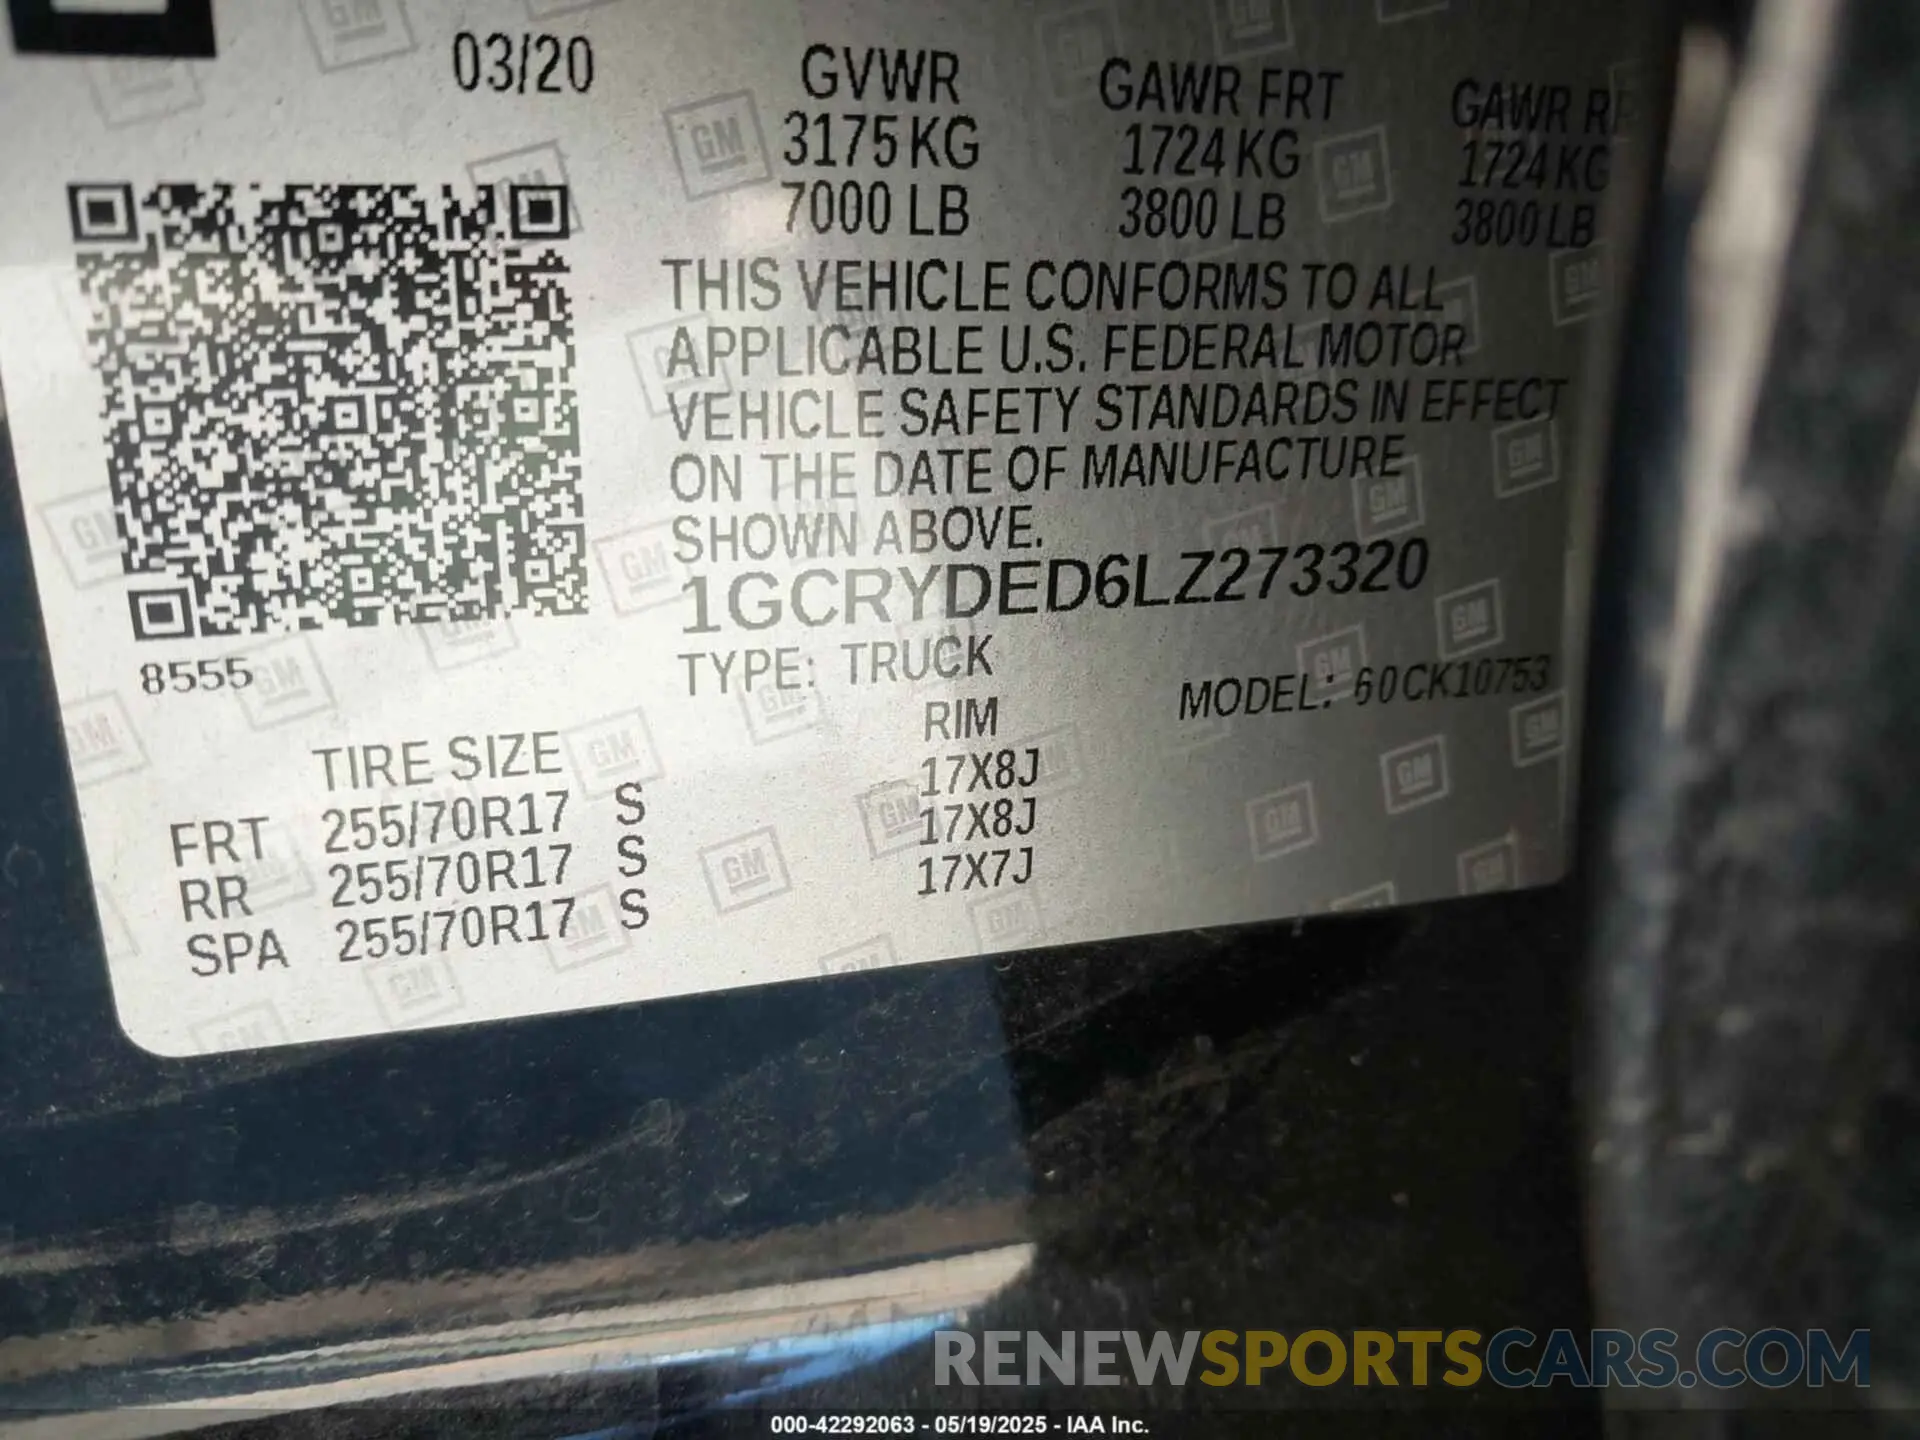 03/20 GVWR GAWR FRT GAWR
3175 KG 1724 KG 1724 KG
7000 LB 3800 LB 3800 LB
THIS VEHICLE CONFORMS TO ALL
APPLICABLE U.S. FEDERAL MOTOR
VEHICLE SAFETY STANDARDS IN EFFECT
ON THE DATE OF MANUFACTURE
SHOWN ABOVE.
1GCRYDED6LZ273320
8555
TYPE: TRUCK MODEL: 60CK10753
TIRE SIZE RIM
FRT 255/70R17 S 17X8J
RR 255/70R17 S 17X8J
SPA 255/70R17 S 17X7J
GM
RENEWSPORTSCARS.COM
000-42292063 - 05/19/2025 - IAA Inc.